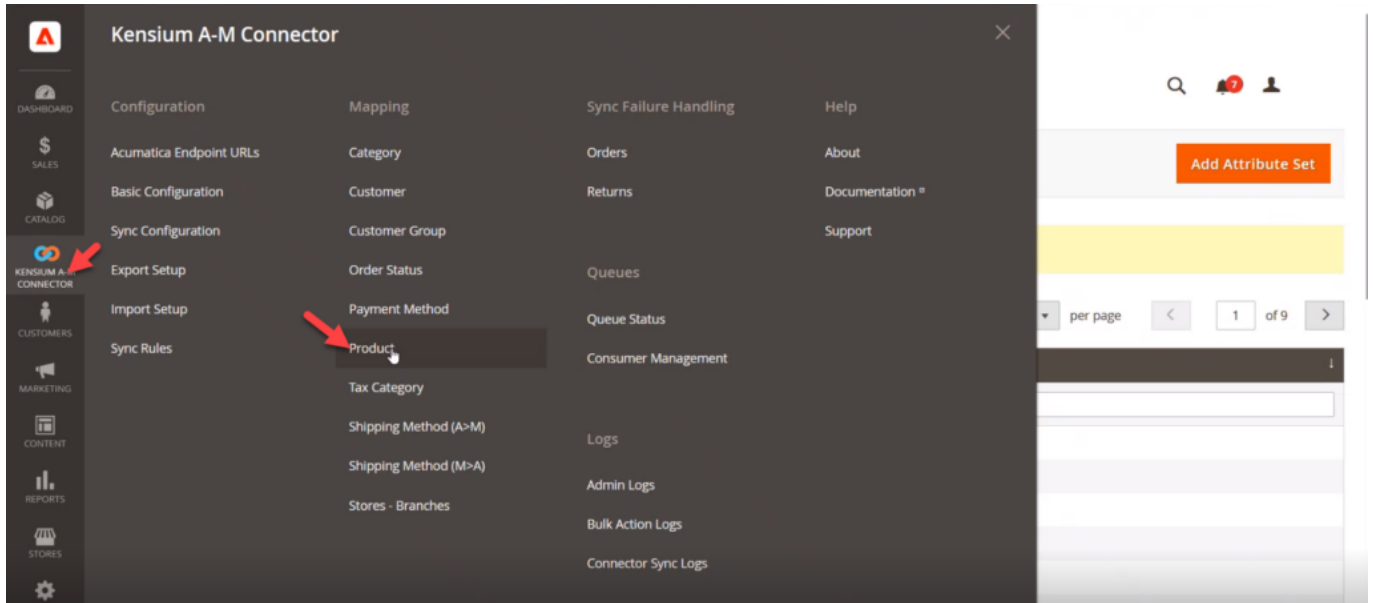 Kensium A-M Connector
DASHBOARD
SALES
CATALOG
KENSIUM A-M
CONNECTOR
CUSTOMERS
MARKETING
CONTENT
REPORTS
STORES
Configuration
Acumatica Endpoint URLs
Basic Configuration
Sync Configuration
Export Setup
Import Setup
Sync Rules
Mapping
Category
Customer
Customer Group
Order Status
Payment Method
Product
Tax Category
Shipping Method (A>M)
Shipping Method (M>A)
Stores - Branches
Sync Failure Handling
Orders
Returns
Queues
Queue Status
Consumer Management
Logs
Admin Logs
Bulk Action Logs
Connector Sync Logs
Help
About
Documentation
Support
7
Add Attribute Set
per page
1
of 9